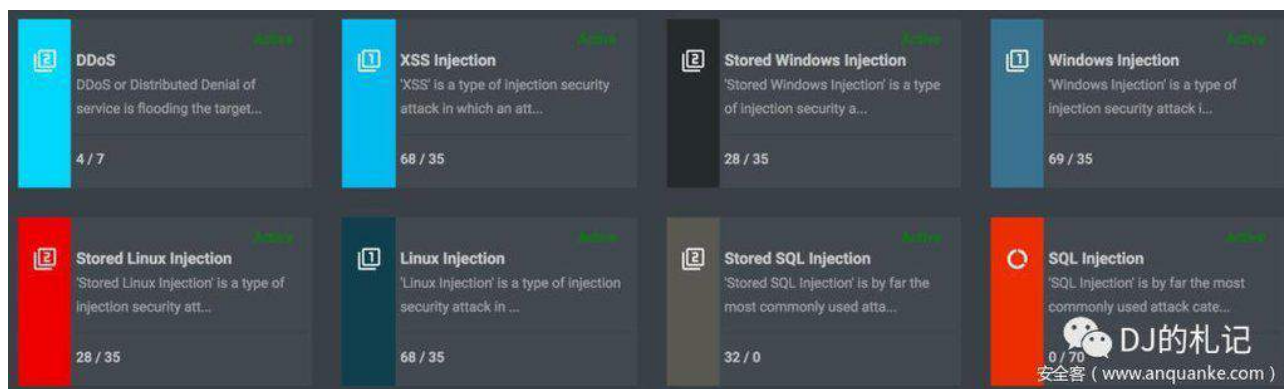 Active
DDoS
DDoS or Distributed Denial of
service is flooding the target...
4 / 7
Active
XSS Injection
'XSS' is a type of injection security
attack in which an att...
68 / 35
Active
Stored Windows Injection
'Stored Windows Injection' is a type
of injection security a...
28 / 35
Active
Windows Injection
'Windows Injection' is a type of
injection security attack i...
69 / 35
Active
Stored Linux Injection
'Stored Linux Injection' is a type of
injection security att...
28 / 35
Active
Linux Injection
'Linux Injection' is a type of injection
security attack in ...
68 / 35
Active
Stored SQL Injection
'Stored SQL Injection' is by far the
most commonly used atta...
32 / 0
Active
SQL Injection
'SQL Injection' is by far the most
commonly used attack cate...
0 / 70
DJ的札记
安全客 ( www.anquanke.com )